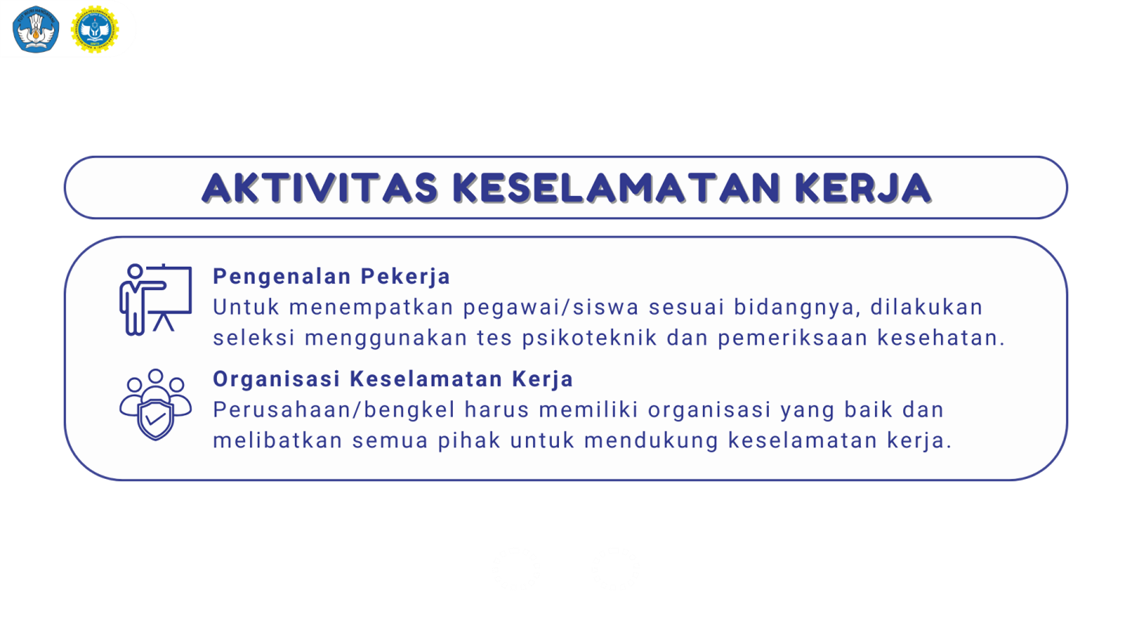 AKTIVITAS KESELAMATAN KERJA
Pengenalan Pekerja
Untuk menempatkan pegawai/siswa sesuai bidangnya, dilakukan
seleksi menggunakan tes psikoteknik dan pemeriksaan kesehatan.
Organisasi Keselamatan Kerja
Perusahaan/bengkel harus memiliki organisasi yang baik dan
melibatkan semua pihak untuk mendukung keselamatan kerja.